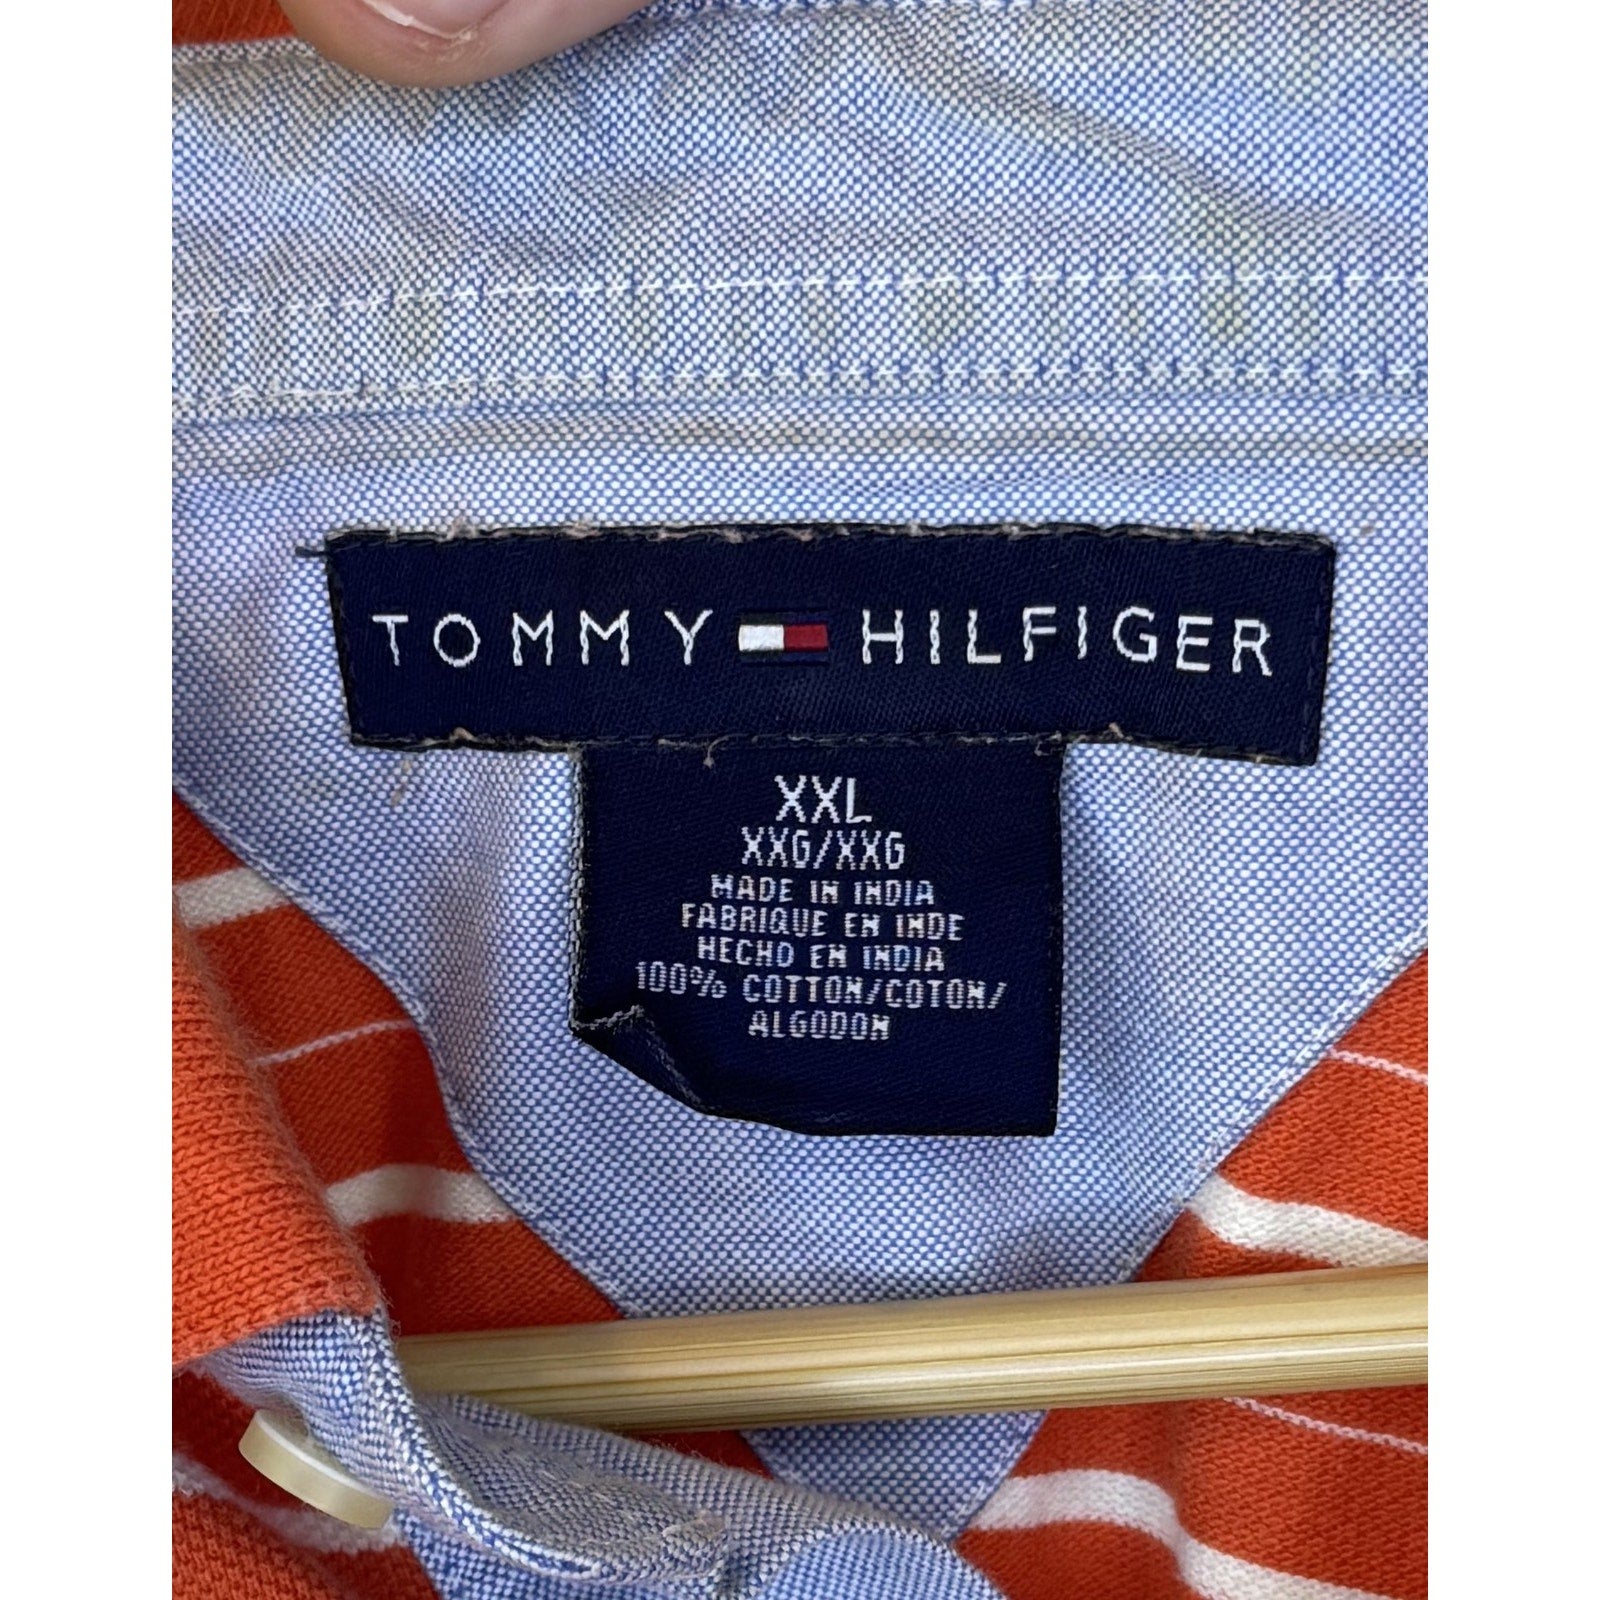 TOMMY HILFIGER
XXL
XXG/XXG
MADE IN INDIA
FABRIQUE EN INDE
HECHO EN INDIA
100% COTTON/COTON/
ALGODON